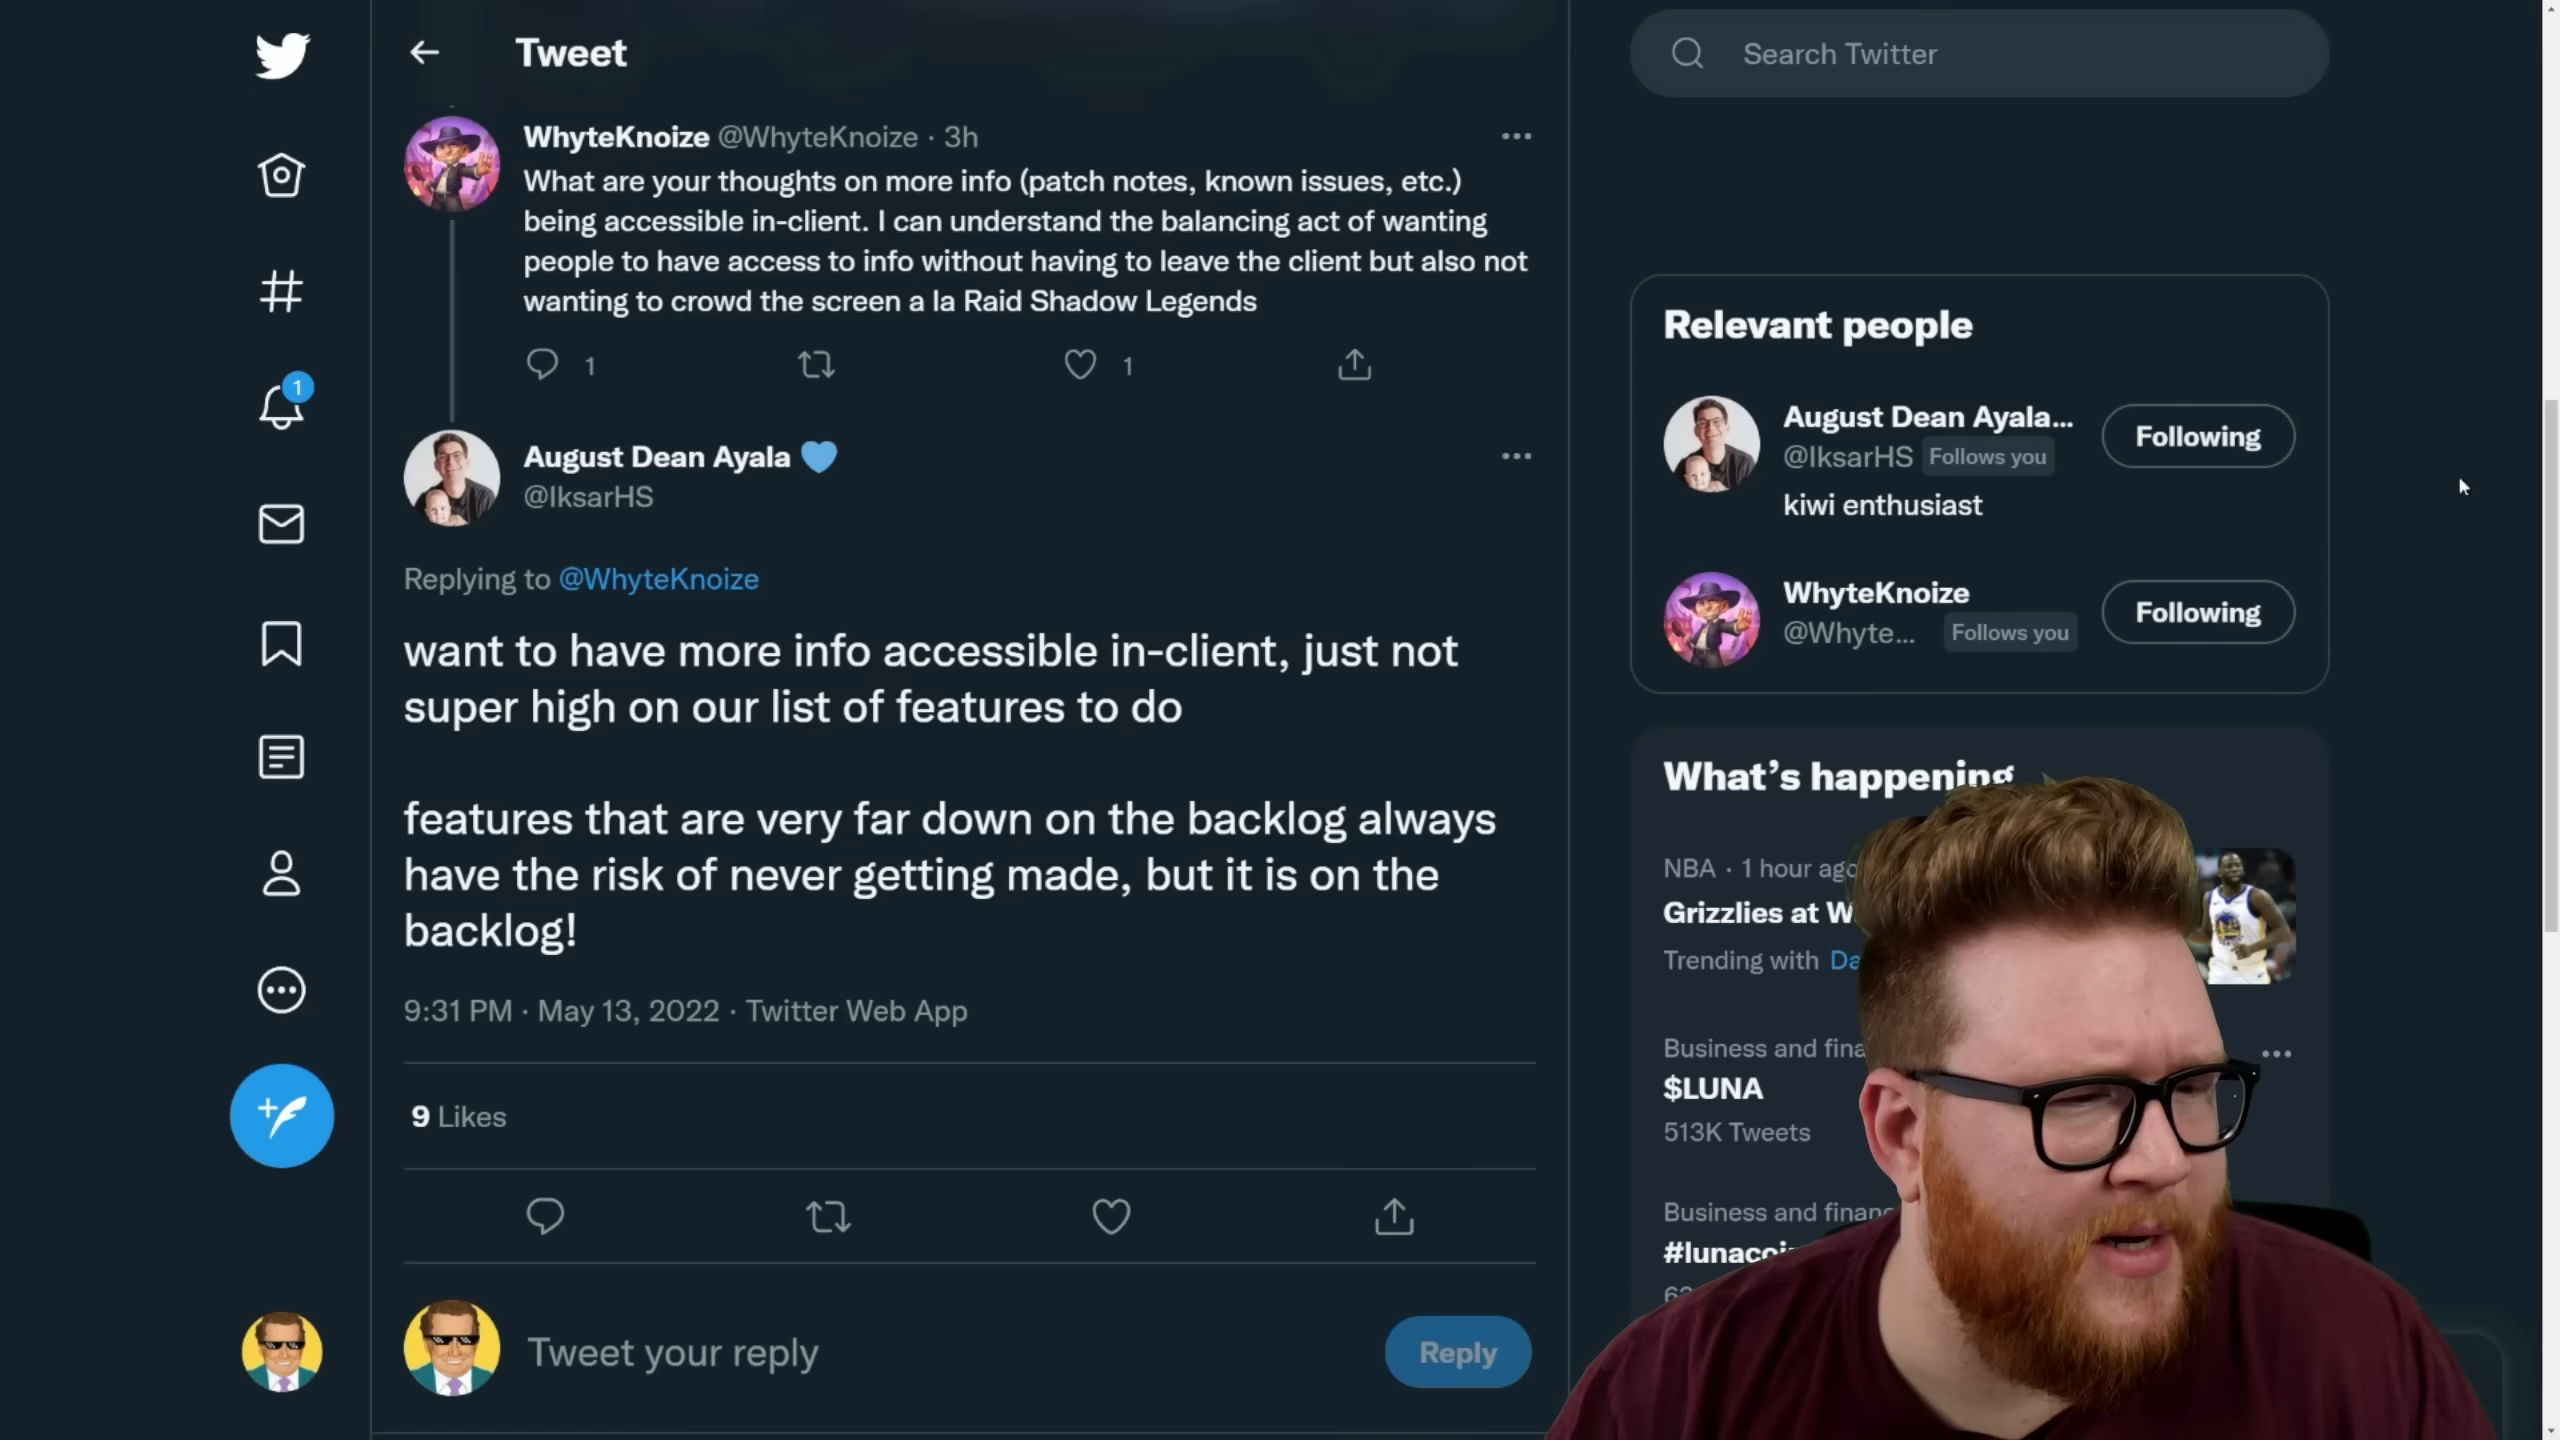 Tweet
WhyteKnoize @WhyteKnoize · 3h
What are your thoughts on more info (patch notes, known issues, etc.)
being accessible in-client. I can understand the balancing act of wanting
people to have access to info without having to leave the client but also not
wanting to crowd the screen a la Raid Shadow Legends
1
1
1
August Dean Ayala
@IksarHS
Replying to @WhyteKnoize
want to have more info accessible in-client, just not
super high on our list of features to do
features that are very far down on the backlog always
have the risk of never getting made, but it is on the
backlog!
9:31 PM · May 13, 2022 · Twitter Web App
9 Likes
Tweet your reply
Reply
Search Twitter
Relevant people
August Dean Ayala...
@IksarHS Follows you
Following
kiwi enthusiast
WhyteKnoize
@Whyte... Follows you
Following
What's happening
NBA · 1 hour ago
Grizzlies at
Trending with
Business and
$LUNA
513K Tweets
Business and